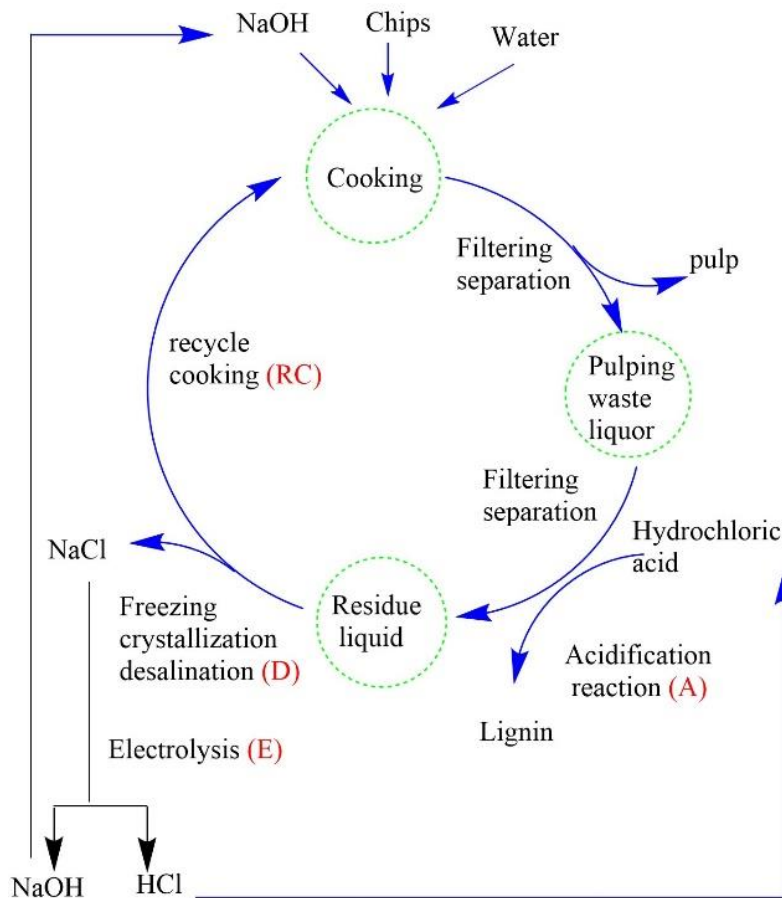 NaOH
Chips
Water
Cooking
Filtering
separation
pulp
recycle
cooking (RC)
Pulping
waste
liquor
Filtering
separation
Hydrochloric
acid
NaCl
Freezing
crystallization
desalination (D)
Residue
liquid
Acidification
reaction (A)
Lignin
Electrolysis (E)
NaOH
HCl